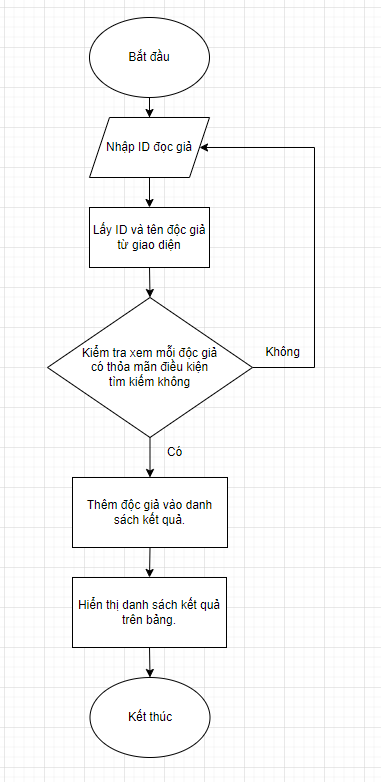 Bắt đầu
Nhập ID đọc giả
Lấy ID và tên độc giả
từ giao diện
Kiểm tra xem mỗi độc giả
có thỏa mãn điều kiện
tìm kiếm không
Không
Có
Thêm độc giả vào danh
sách kết quả.
Hiển thị danh sách kết quả
trên bảng.
Kết thúc